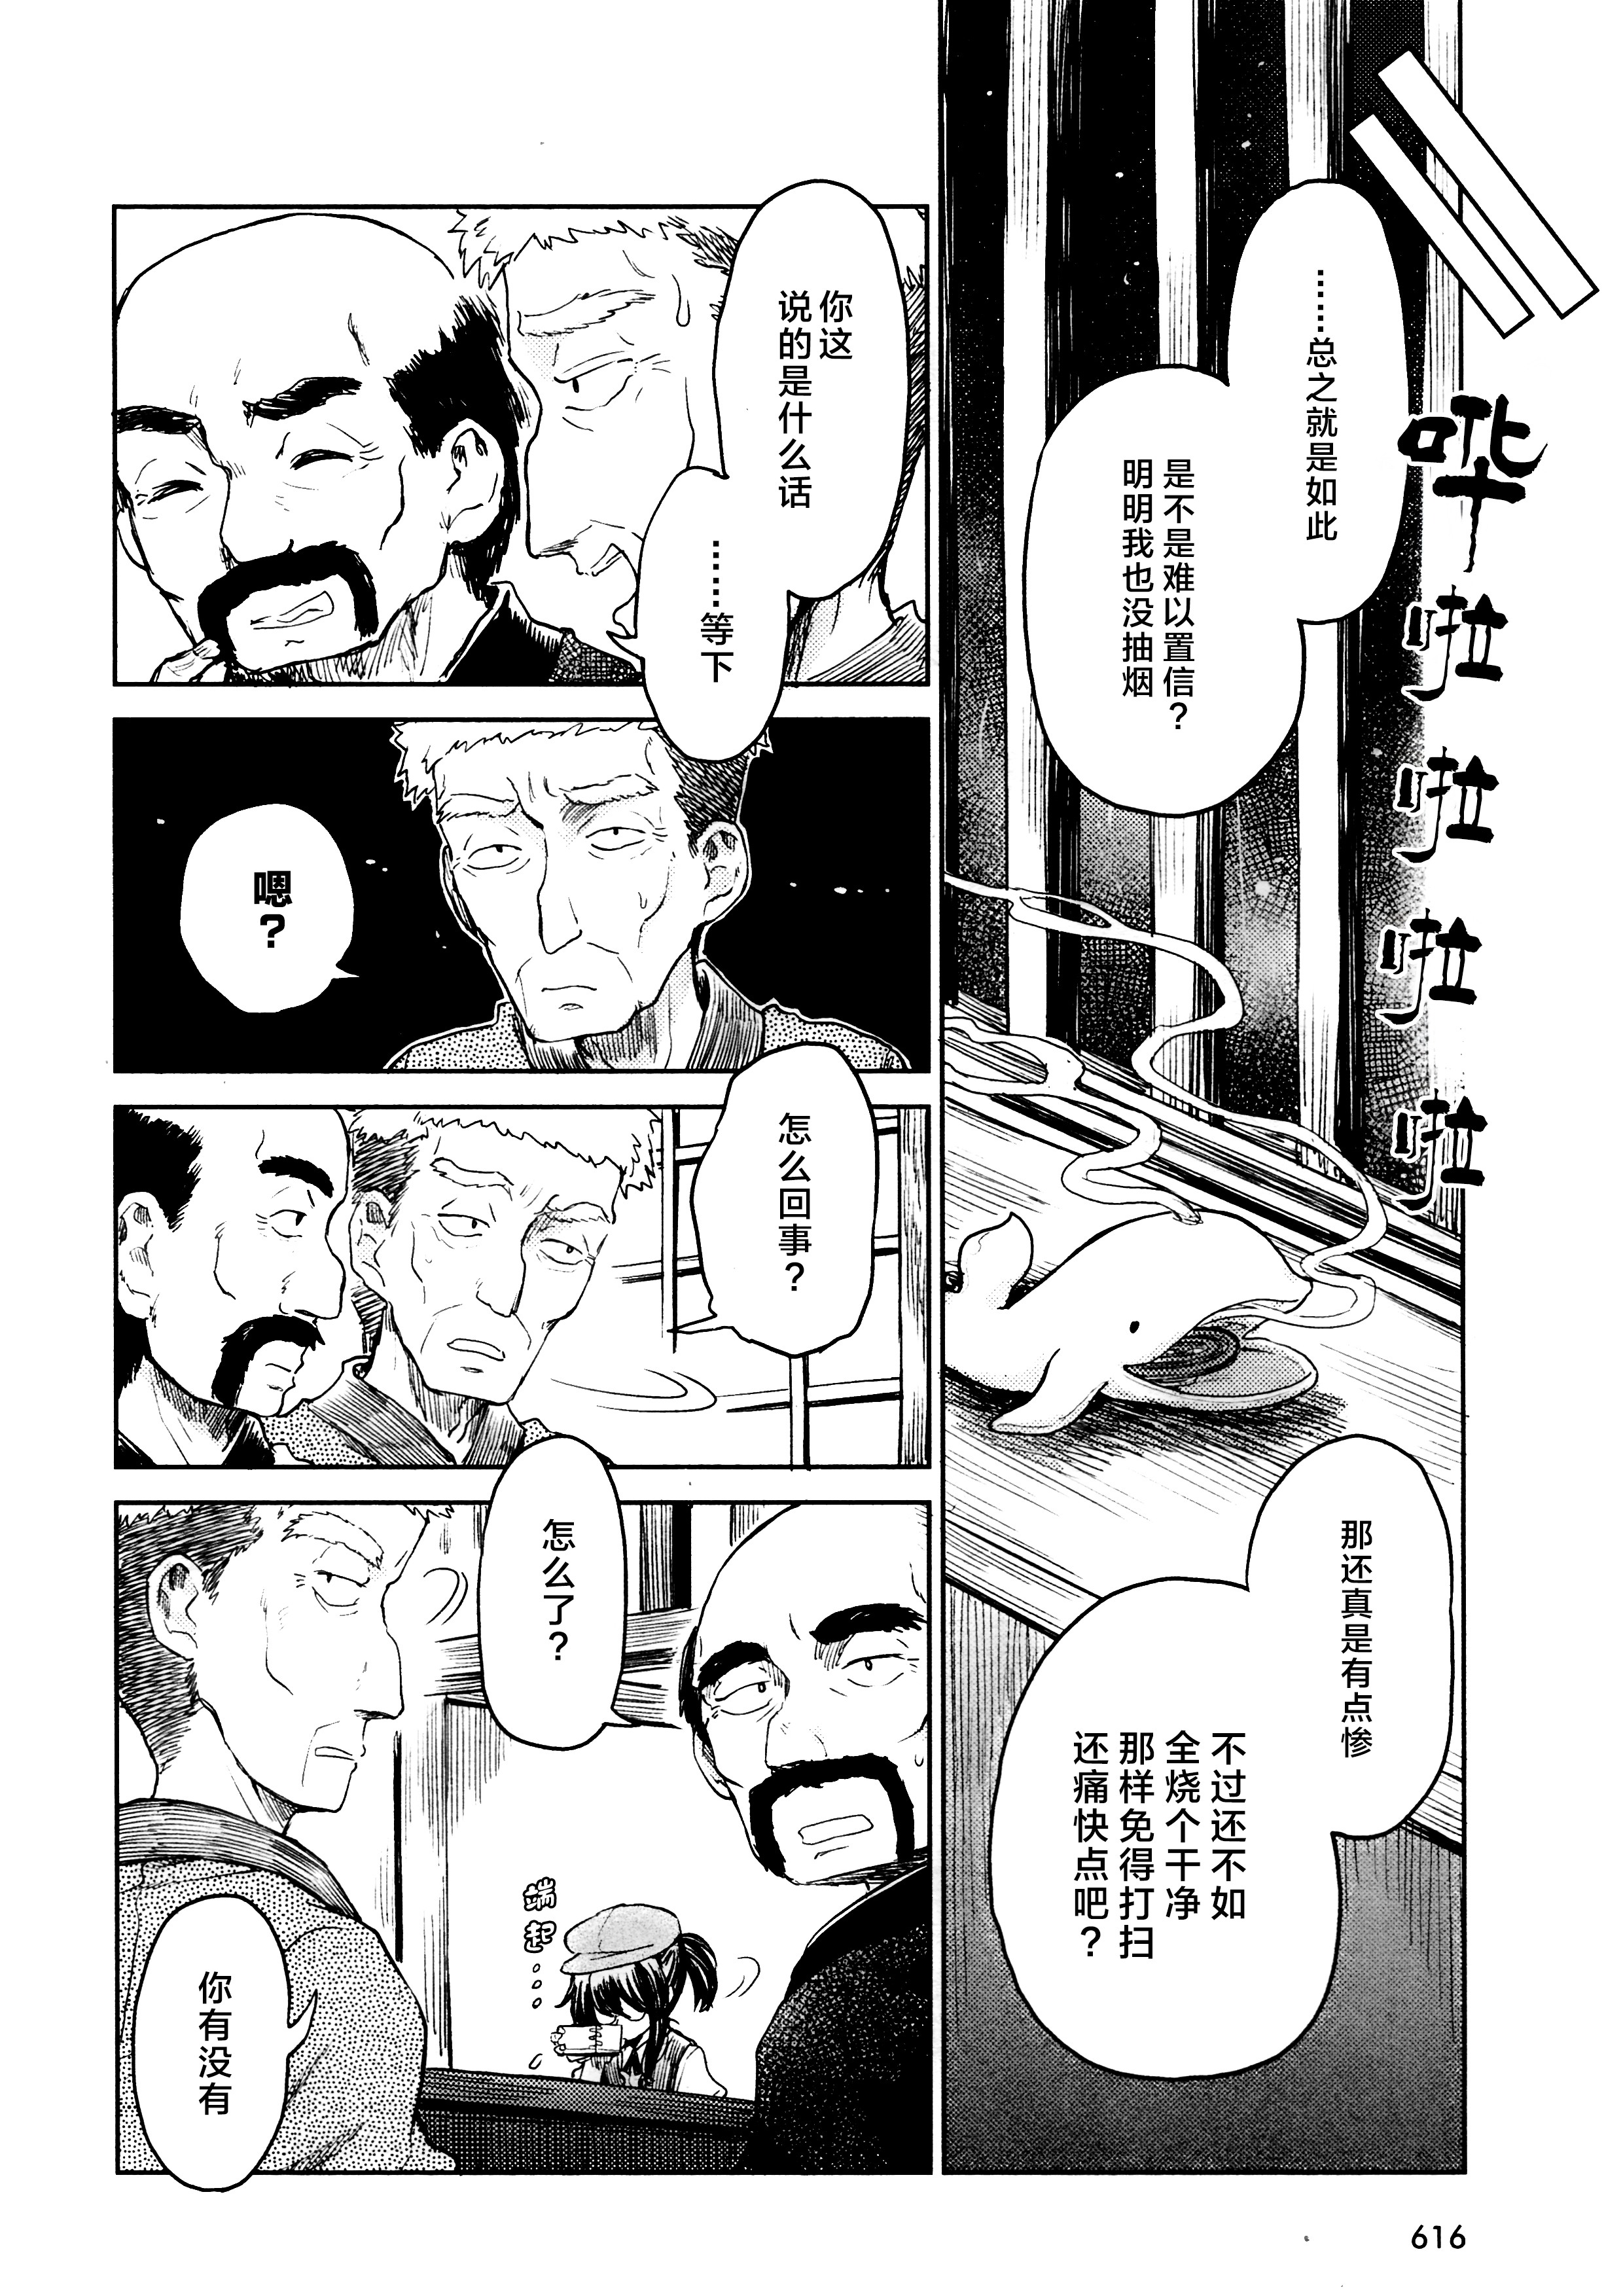 哗
啦
啦
啦
啦
……总之就是如此
是不是难以置信？
明明我也没抽烟
那还真是有点惨
不过还不如
全烧个干净
那样免得打扫
还痛快点吧？
你这
说的是什么话
……等下
嗯？
怎么回事？
怎么了？
端起……
你有没有
616